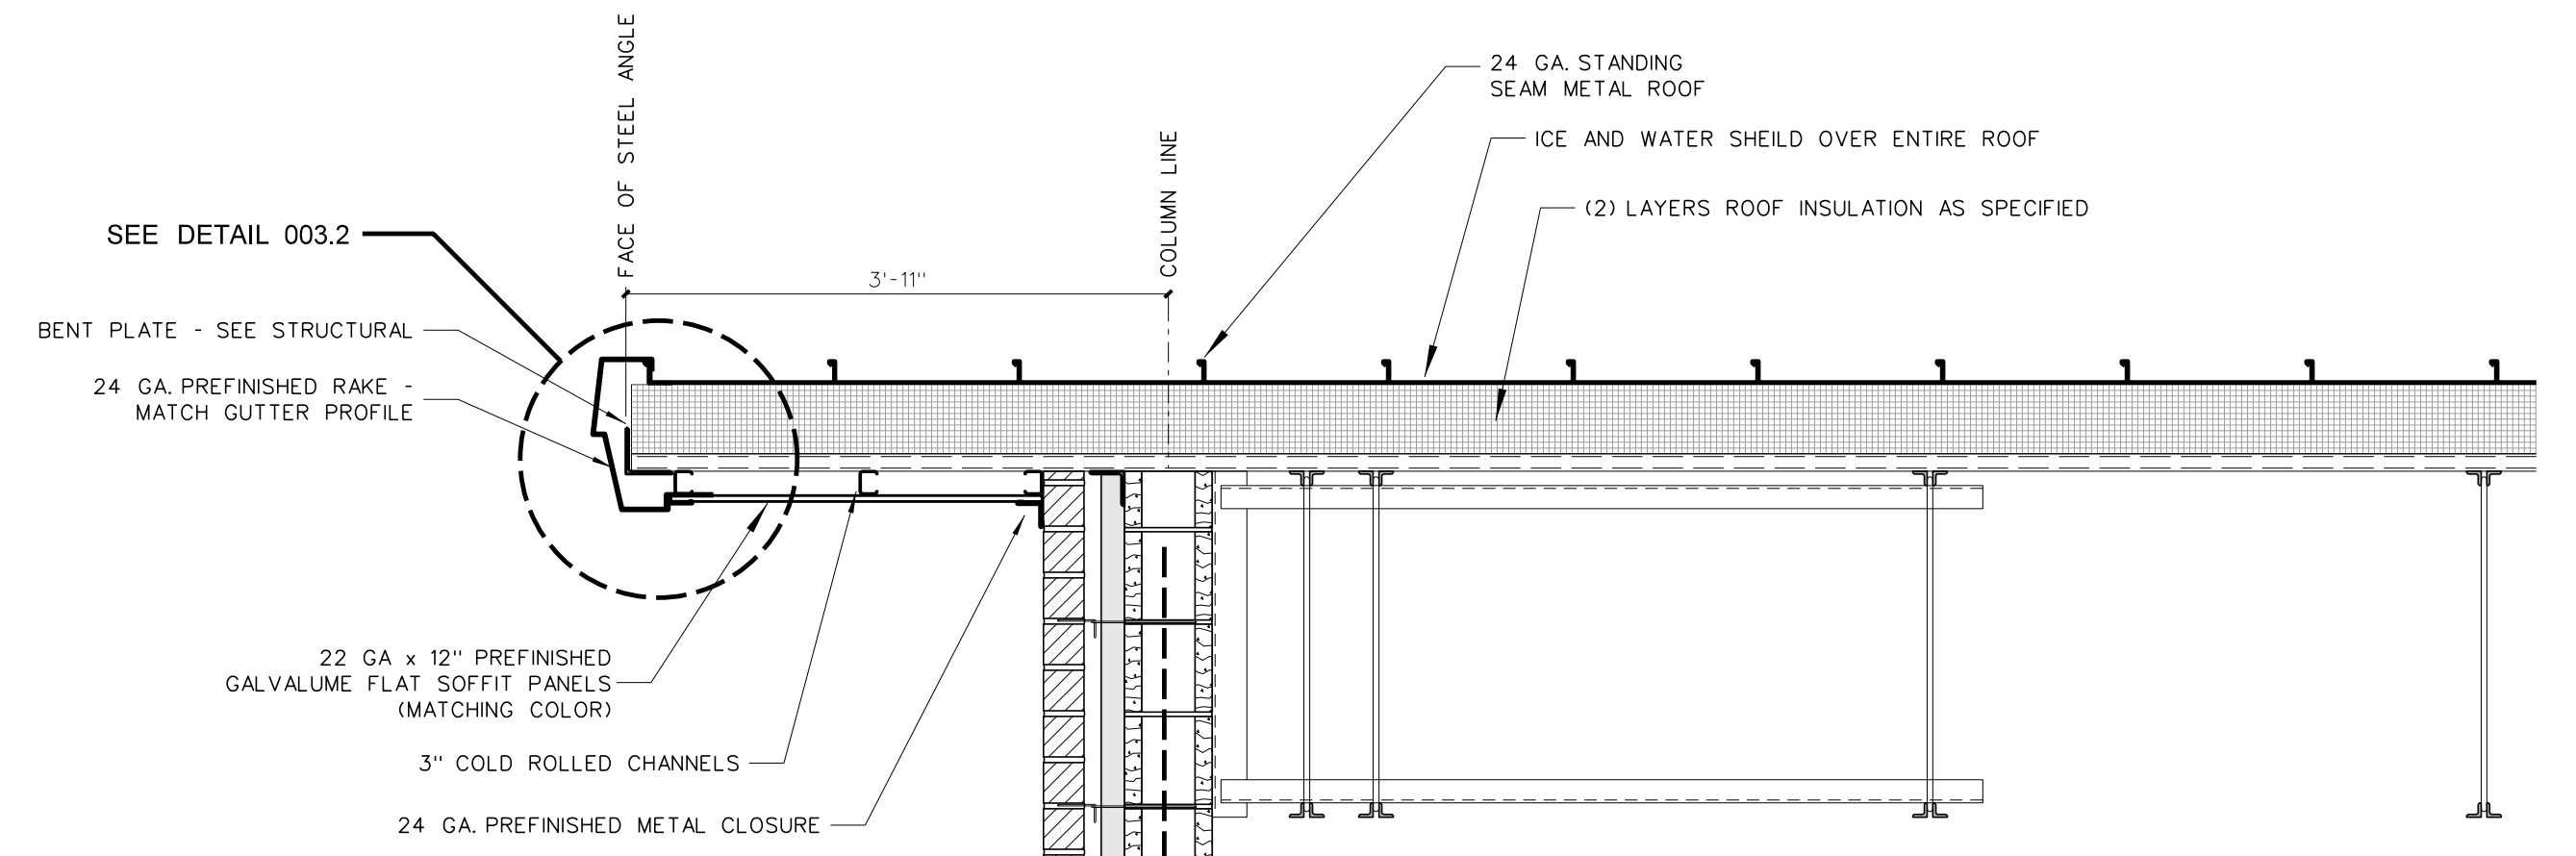 FACE OF STEEL ANGLE
COLUMN LINE
24 GA. STANDING
SEAM METAL ROOF
ICE AND WATER SHEILD OVER ENTIRE ROOF
(2) LAYERS ROOF INSULATION AS SPECIFIED
SEE DETAIL 003.2
3'-11"
BENT PLATE - SEE STRUCTURAL
24 GA. PREFINISHED RAKE -
MATCH GUTTER PROFILE
22 GA x 12" PREFINISHED
GALVALUME FLAT SOFFIT PANELS
(MATCHING COLOR)
3" COLD ROLLED CHANNELS
24 GA. PREFINISHED METAL CLOSURE